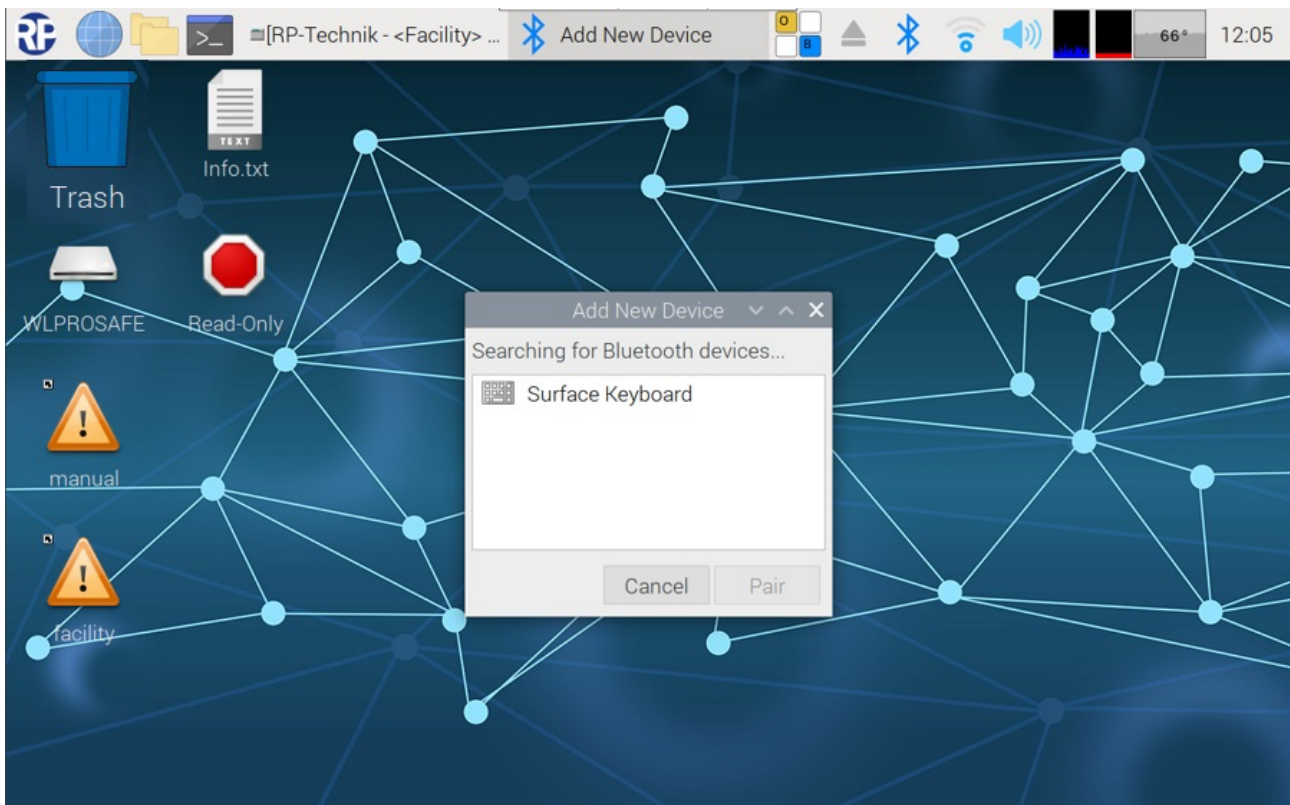 RP
>_
[RP-Technik - <Facility> ...
Add New Device
O
B
66°
12:05
Trash
TEXT
Info.txt
WLPROSAFE
Read-Only
manual
facility
Add New Device
Searching for Bluetooth devices...
Surface Keyboard
Cancel
Pair